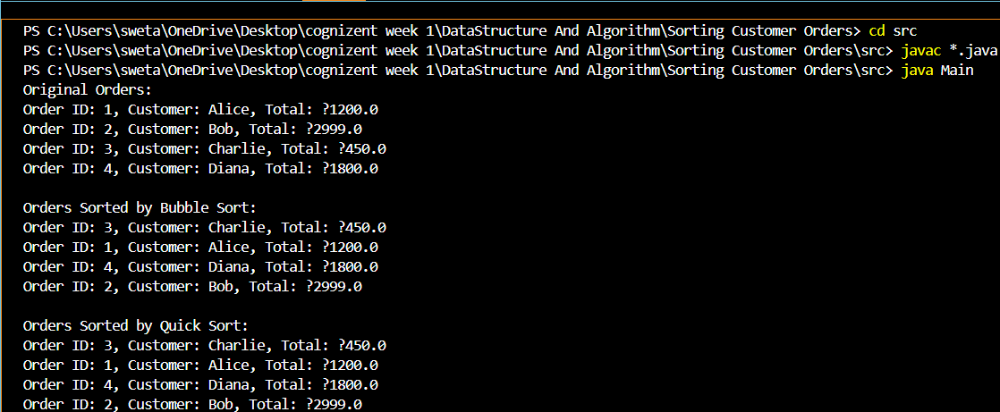 PS C:\Users\sweta\OneDrive\Desktop\cognizent week 1\DataStructure And Algorithm\Sorting Customer Orders> cd src
PS C:\Users\sweta\OneDrive\Desktop\cognizent week 1\DataStructure And Algorithm\Sorting Customer Orders\src> javac *.java
PS C:\Users\sweta\OneDrive\Desktop\cognizent week 1\DataStructure And Algorithm\Sorting Customer Orders\src> java Main
Original Orders:
Order ID: 1, Customer: Alice, Total: ?1200.0
Order ID: 2, Customer: Bob, Total: ?2999.0
Order ID: 3, Customer: Charlie, Total: ?450.0
Order ID: 4, Customer: Diana, Total: ?1800.0

Orders Sorted by Bubble Sort:
Order ID: 3, Customer: Charlie, Total: ?450.0
Order ID: 1, Customer: Alice, Total: ?1200.0
Order ID: 4, Customer: Diana, Total: ?1800.0
Order ID: 2, Customer: Bob, Total: ?2999.0

Orders Sorted by Quick Sort:
Order ID: 3, Customer: Charlie, Total: ?450.0
Order ID: 1, Customer: Alice, Total: ?1200.0
Order ID: 4, Customer: Diana, Total: ?1800.0
Order ID: 2, Customer: Bob, Total: ?2999.0